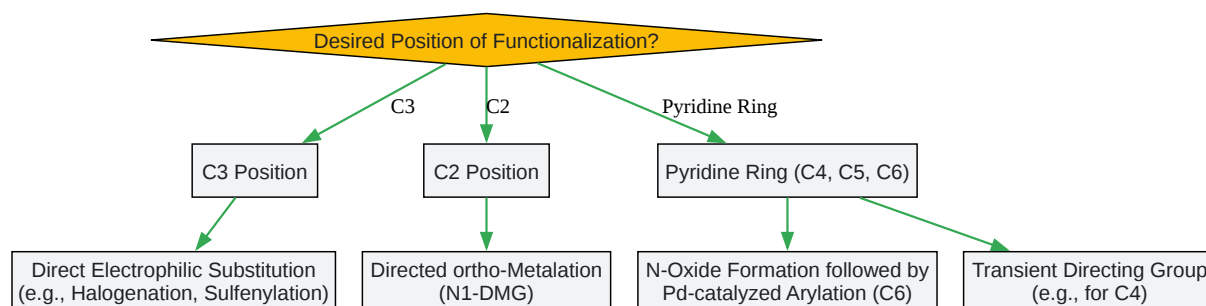 Desired Position of Functionalization?
C3
C2
Pyridine Ring
C3 Position
C2 Position
Pyridine Ring (C4, C5, C6)
Direct Electrophilic Substitution
(e.g., Halogenation, Sulfenylation)
Directed ortho-Metalation
(N1-DMG)
N-Oxide Formation followed by
Pd-catalyzed Arylation (C6)
Transient Directing Group
(e.g., for C4)